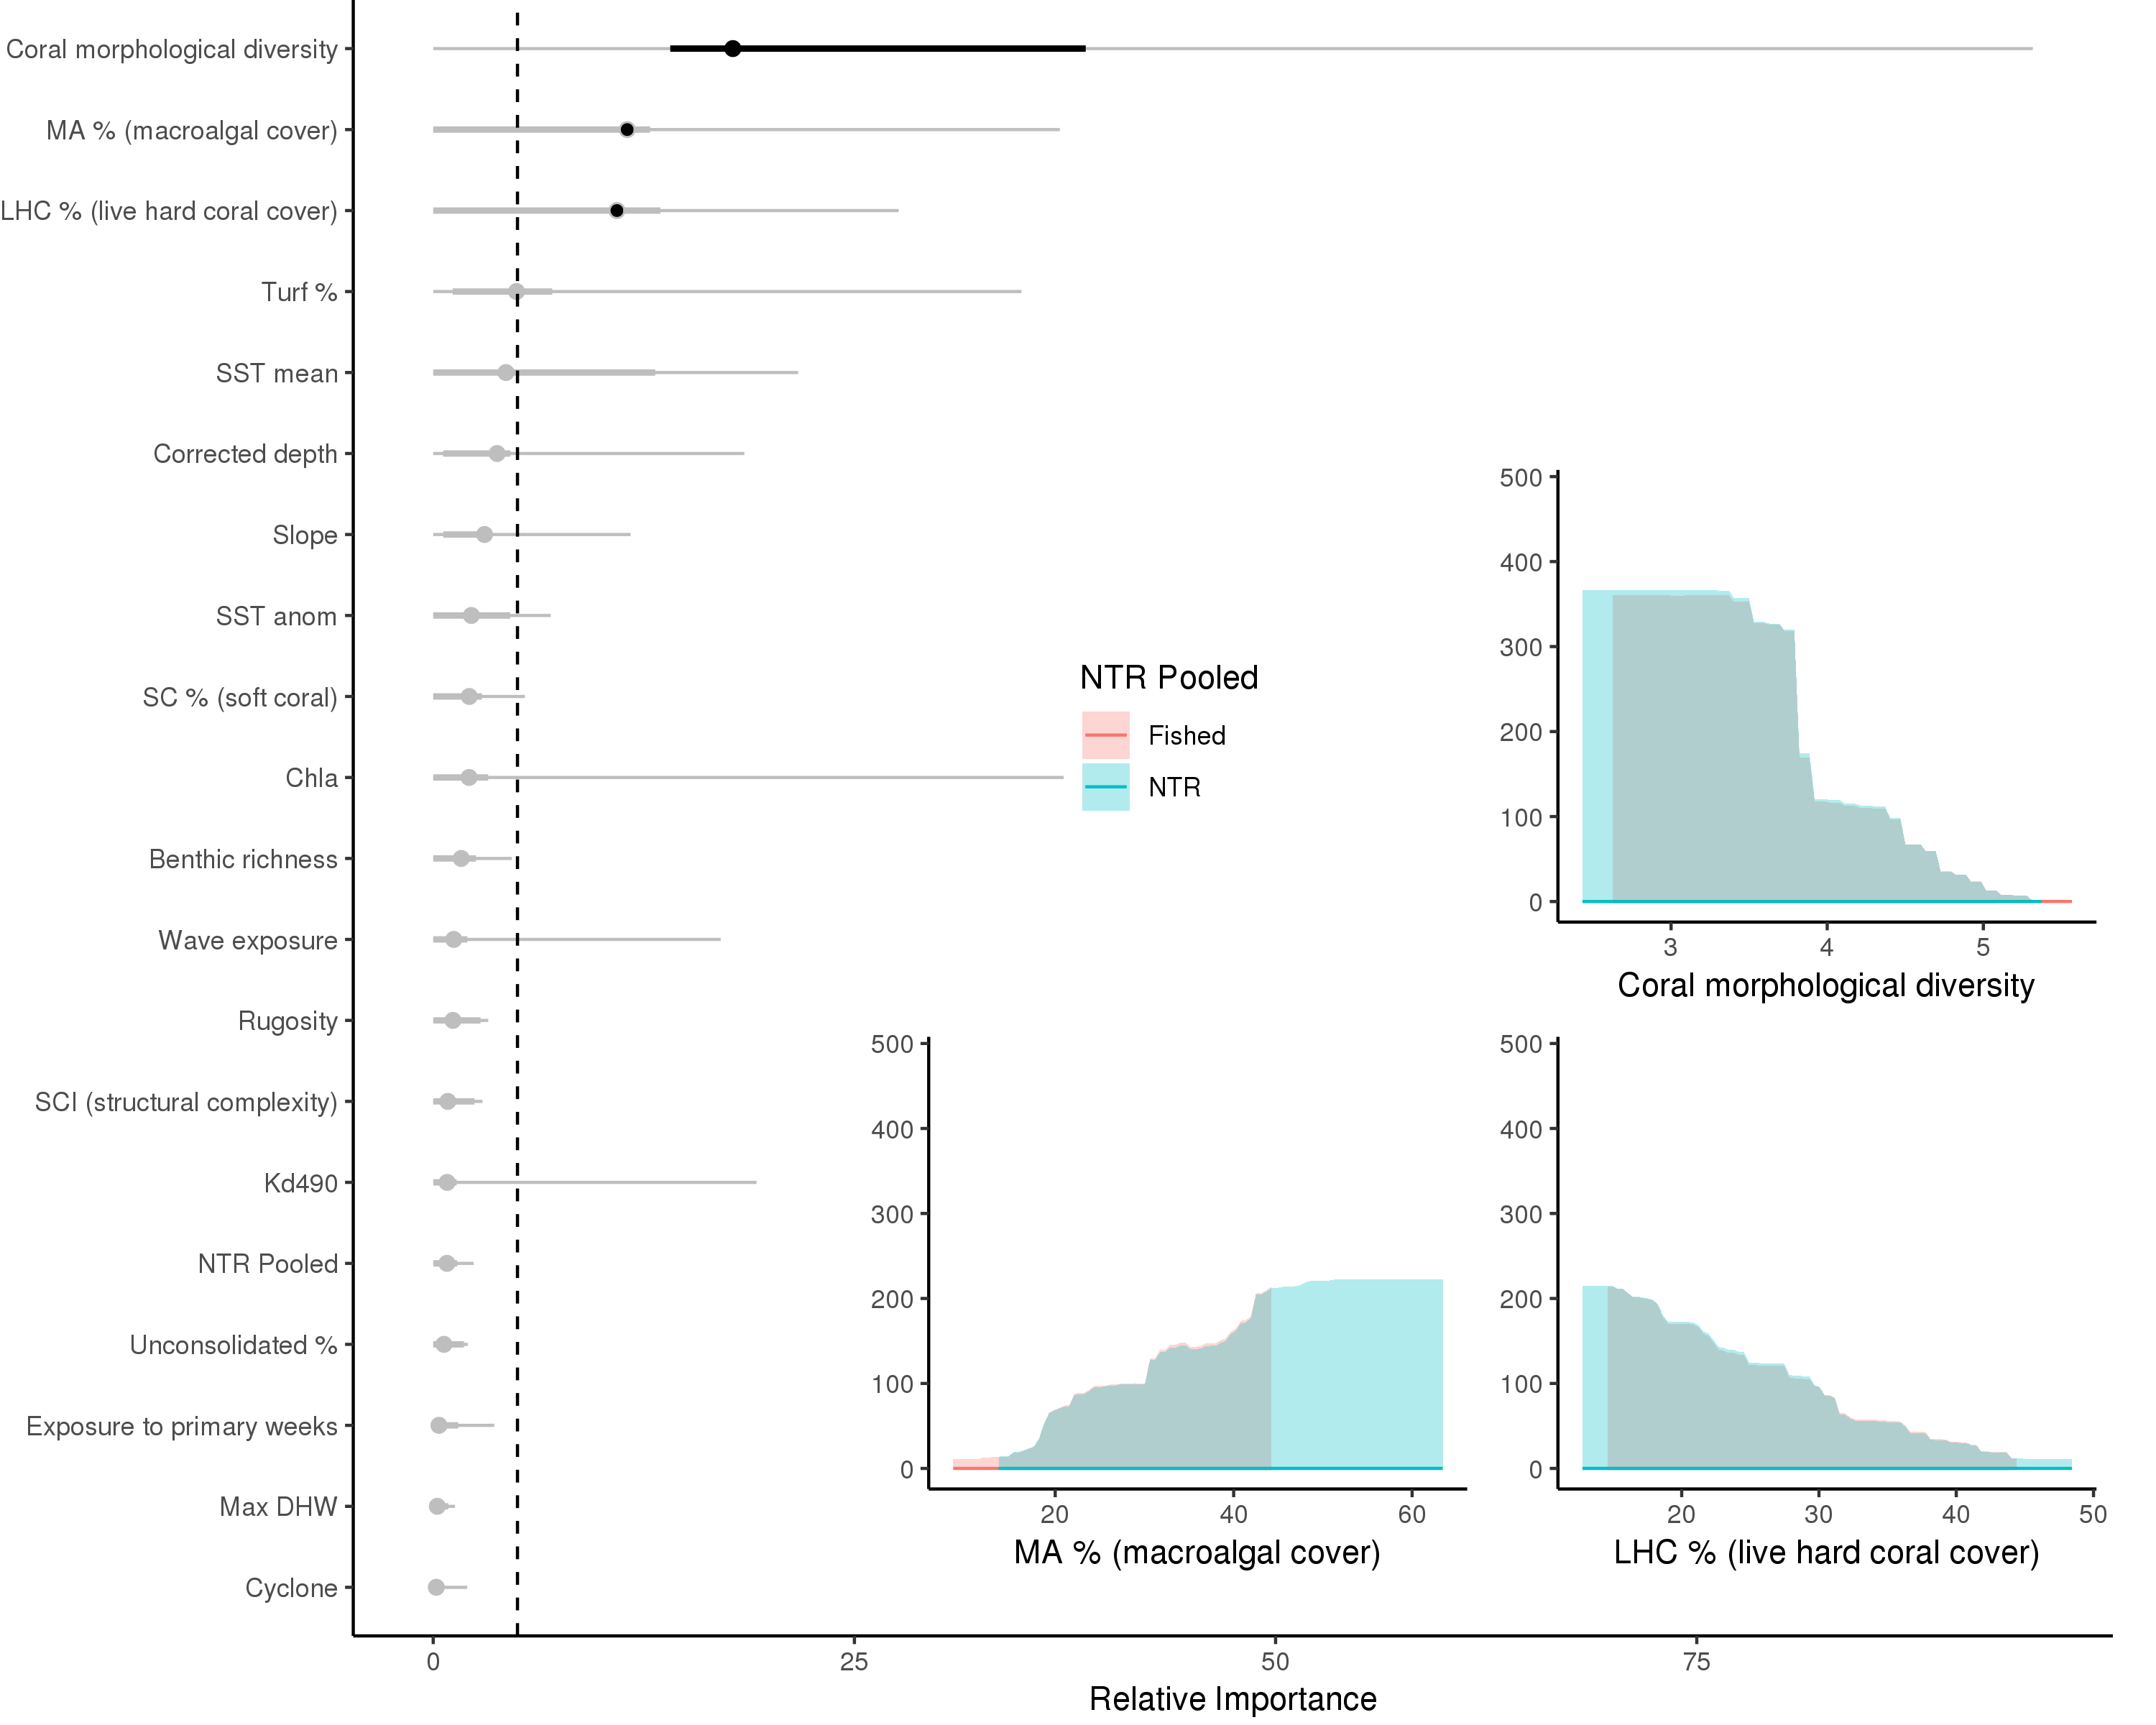 Coral morphological diversity
MA % (macroalgal cover)
LHC % (live hard coral cover)
Turf %
SST mean
Corrected depth
Slope
SST anom
SC % (soft coral)
Chla
Benthic richness
Wave exposure
Rugosity
SCI (structural complexity)
Kd490
NTR Pooled
Unconsolidated %
Exposure to primary weeks
Max DHW
Cyclone
0 25 50 75
Relative Importance
NTR Pooled
Fished
NTR
500
400
300
200
100
0
3 4 5
Coral morphological diversity
500
400
300
200
100
0
20 40 60
MA % (macroalgal cover)
500
400
300
200
100
0
20 30 40 50
LHC % (live hard coral cover)